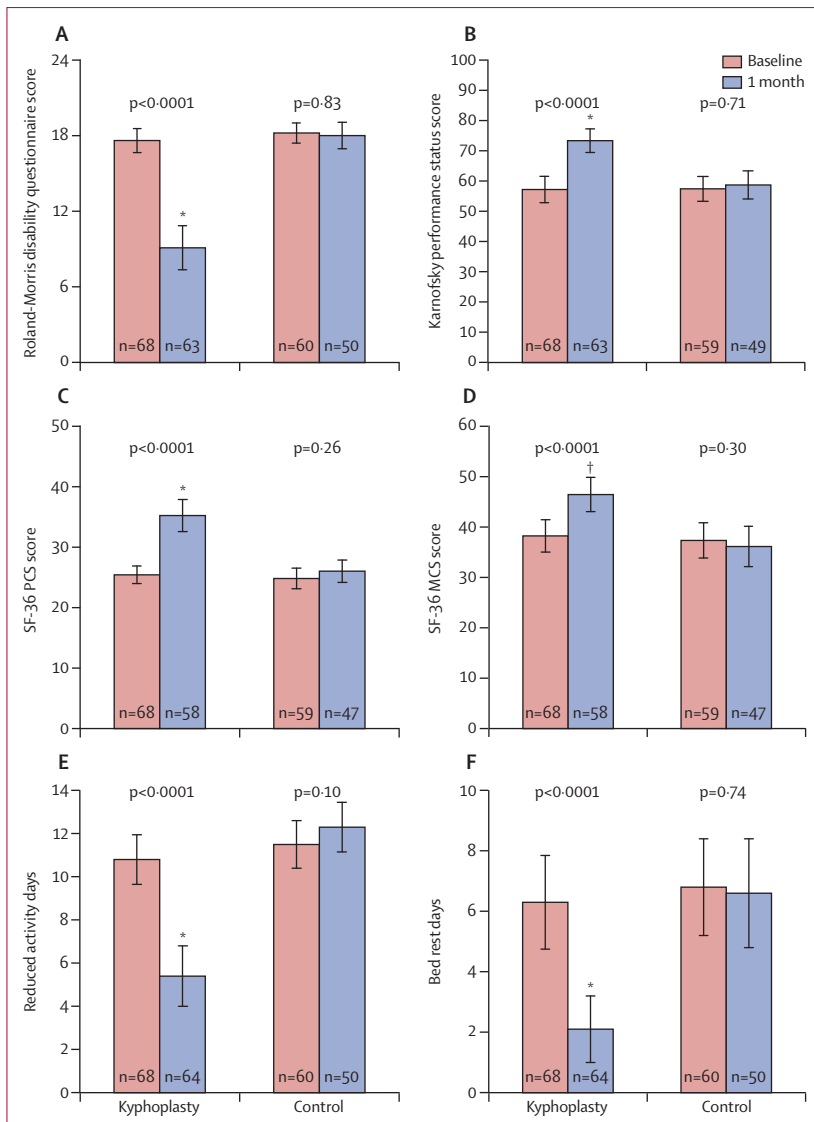 A
Roland-Morris disability questionnaire score
24
18
12
6
0
p<0·0001
p=0·83
*
n=68
n=63
n=60
n=50
B
Baseline
1 month
Karnofsky performance status score
100
90
80
70
60
50
40
30
20
10
0
p<0·0001
p=0·71
*
n=68
n=63
n=59
n=49
C
SF-36 PCS score
50
40
30
20
10
0
p<0·0001
p=0·26
*
n=68
n=58
n=59
n=47
D
SF-36 MCS score
60
50
40
30
20
10
0
p<0·0001
p=0·30
†
n=68
n=58
n=59
n=47
E
Reduced activity days
14
12
10
8
6
4
2
0
p<0·0001
p=0·10
*
n=68
n=64
n=60
n=50
Kyphoplasty
Control
F
Bed rest days
8
6
4
2
0
p<0·0001
p=0·74
*
n=68
n=64
n=60
n=50
Kyphoplasty
Control